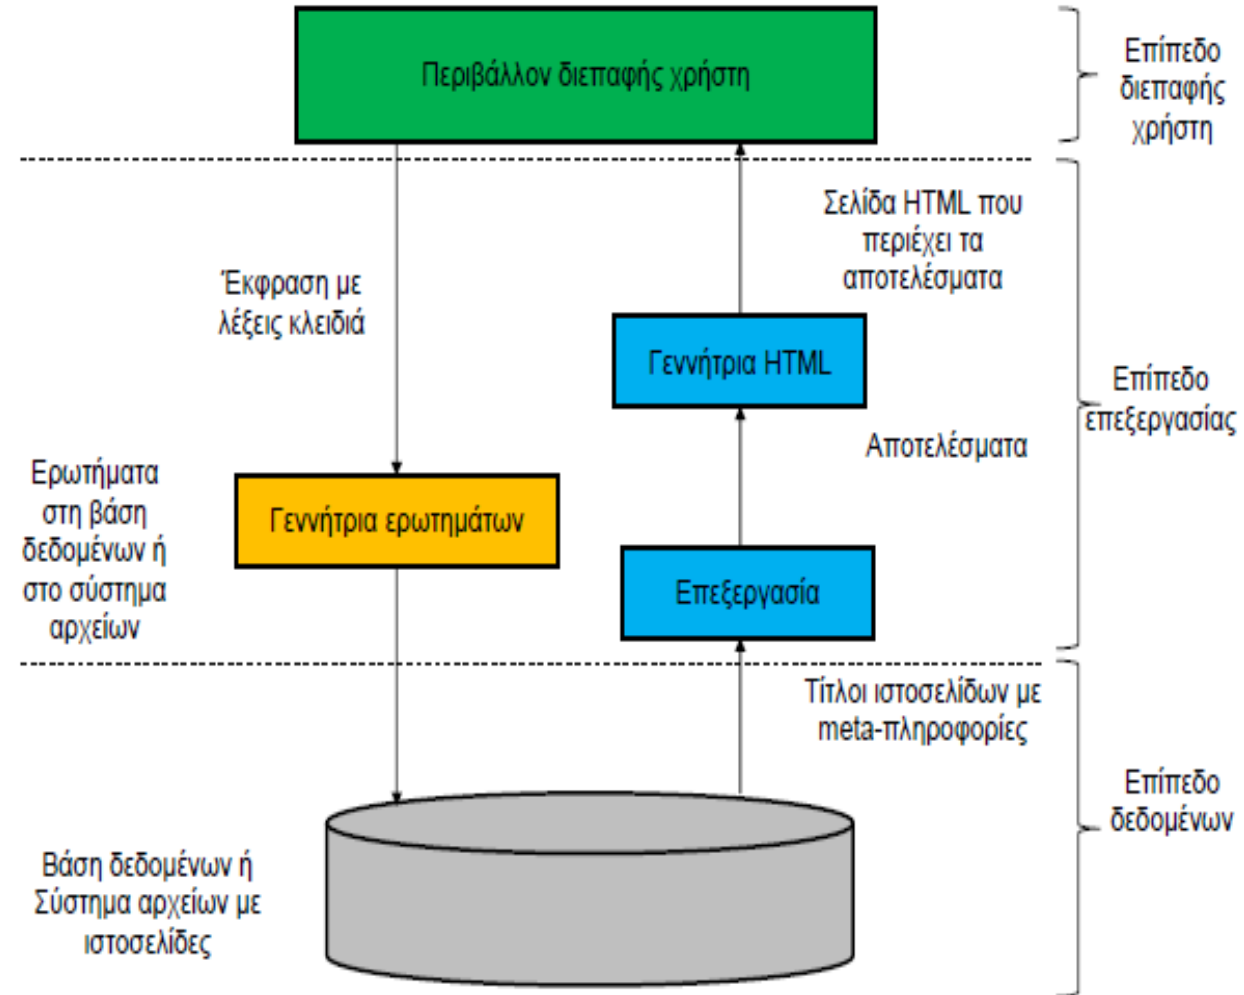 Περιβάλλον διεπαφής χρήστη
Επίπεδο
διεπαφής
χρήστη
Σελίδα HTML που
περιέχει τα
αποτελέσματα
Έκφραση με
λέξεις κλειδιά
Γεννήτρια HTML
Επίπεδο
επεξεργασίας
Αποτελέσματα
Ερωτήματα
στη βάση
δεδομένων ή
στο σύστημα
αρχείων
Γεννήτρια ερωτημάτων
Επεξεργασία
Τίτλοι ιστοσελίδων με
meta-πληροφορίες
Επίπεδο
δεδομένων
Βάση δεδομένων ή
Σύστημα αρχείων με
ιστοσελίδες